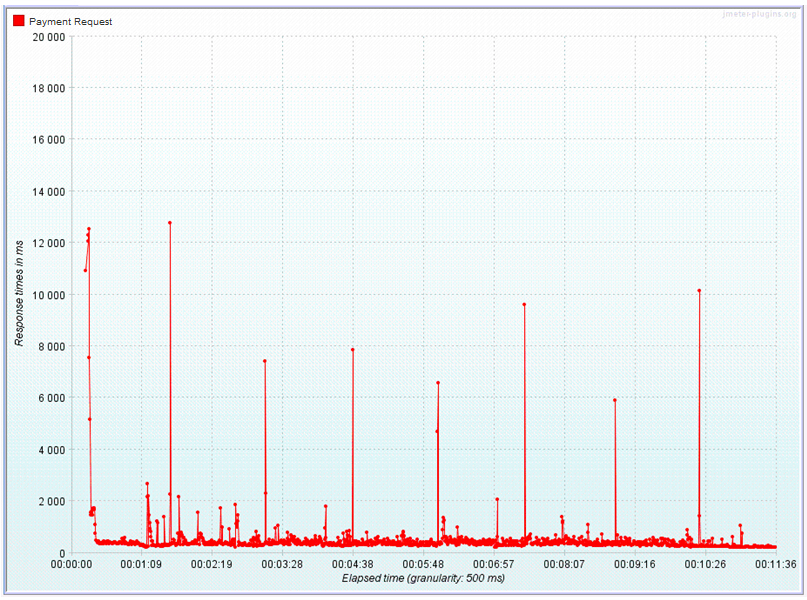 jmeter-plugins.org
Payment Request
20 000
18 000
16 000
14 000
12 000
10 000
8 000
6 000
4 000
2 000
0
Response times in ms
00:00:00 00:01:09 00:02:19 00:03:28 00:04:38 00:05:48 00:06:57 00:08:07 00:09:16 00:10:26 00:11:36
Elapsed time (granularity: 500 ms)